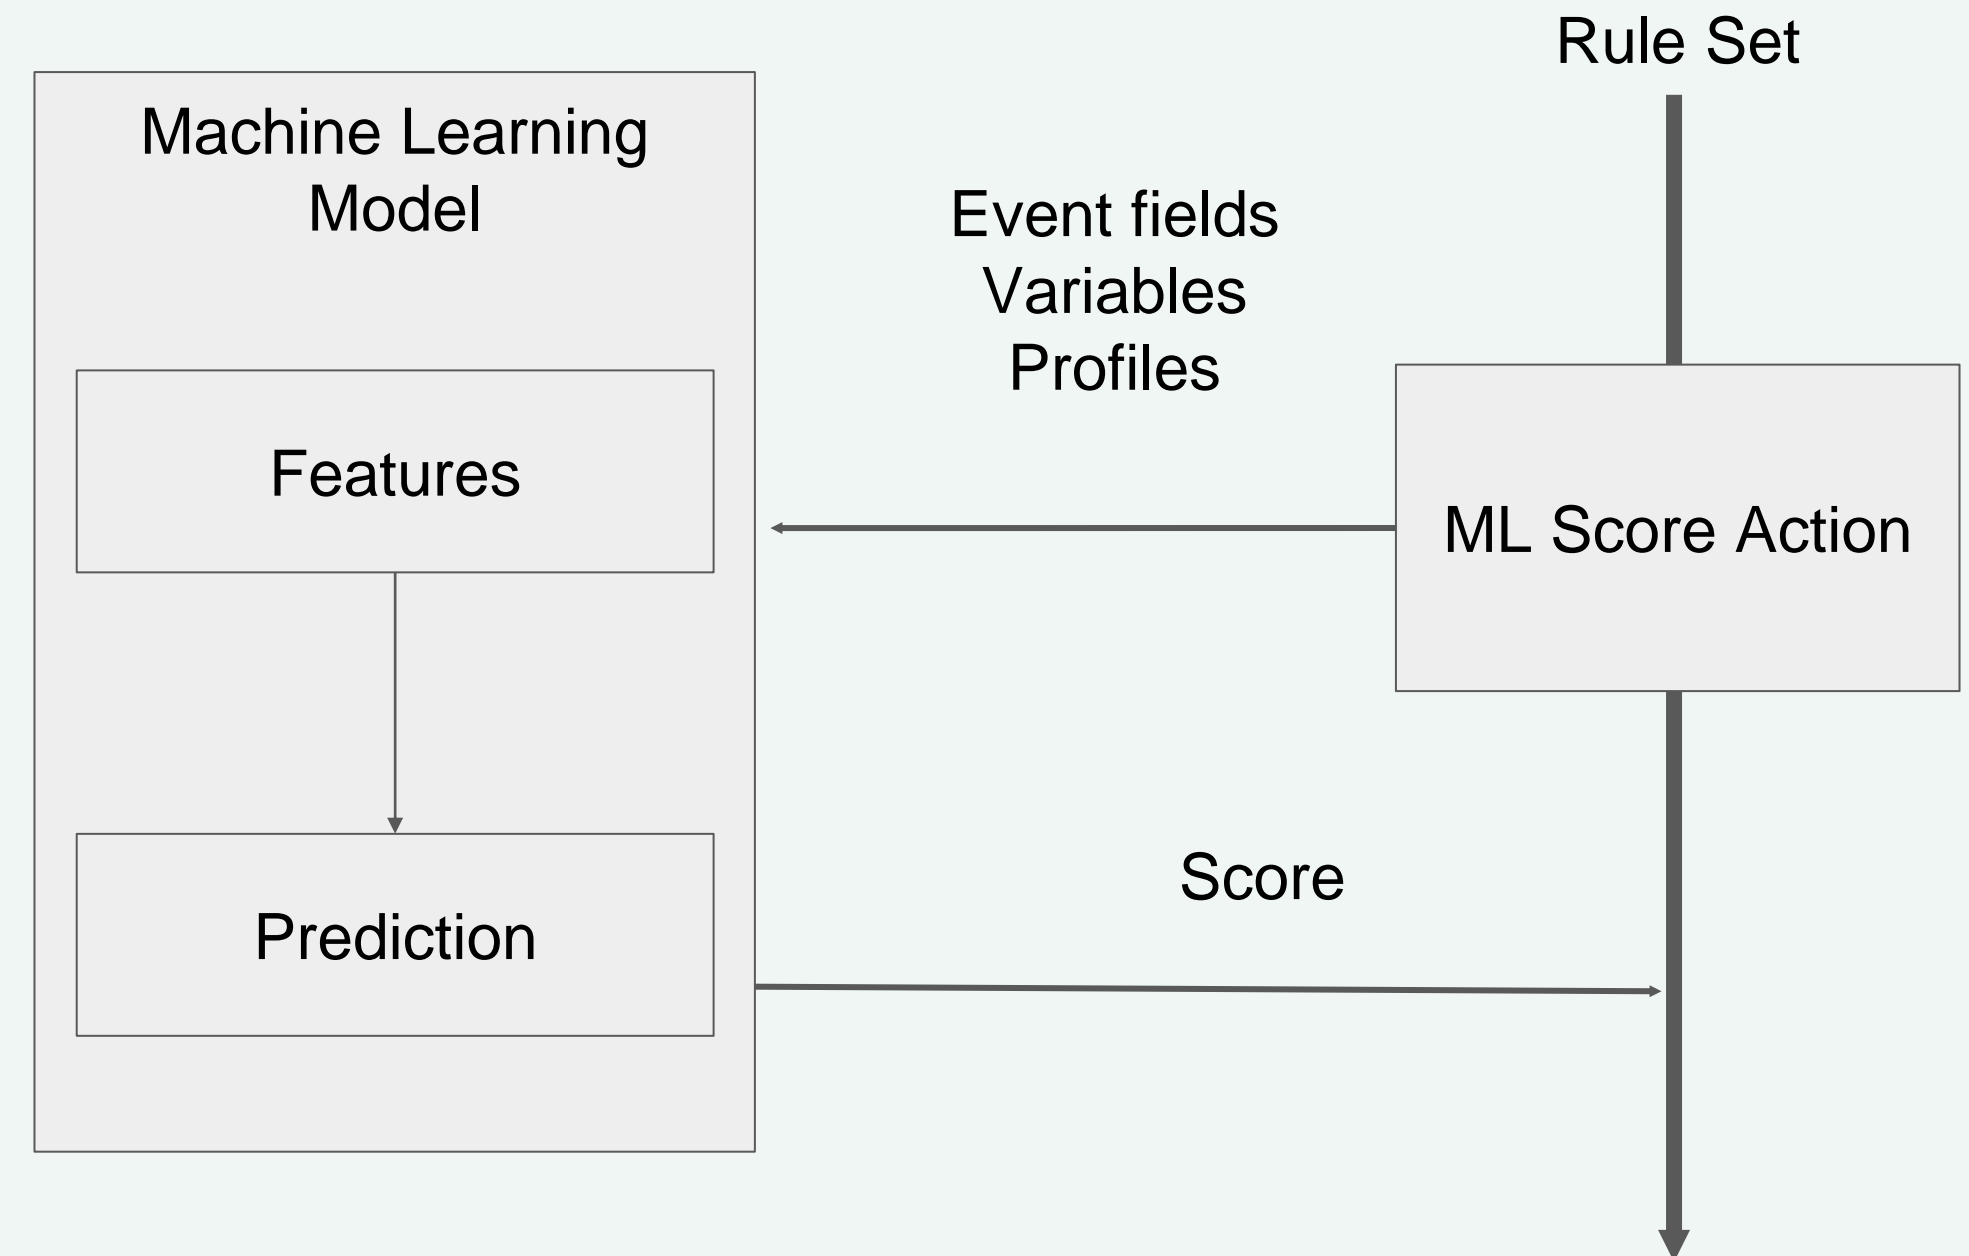 Rule Set
Machine Learning
Model
Event fields
Variables
Profiles
Features
ML Score Action
Score
Prediction